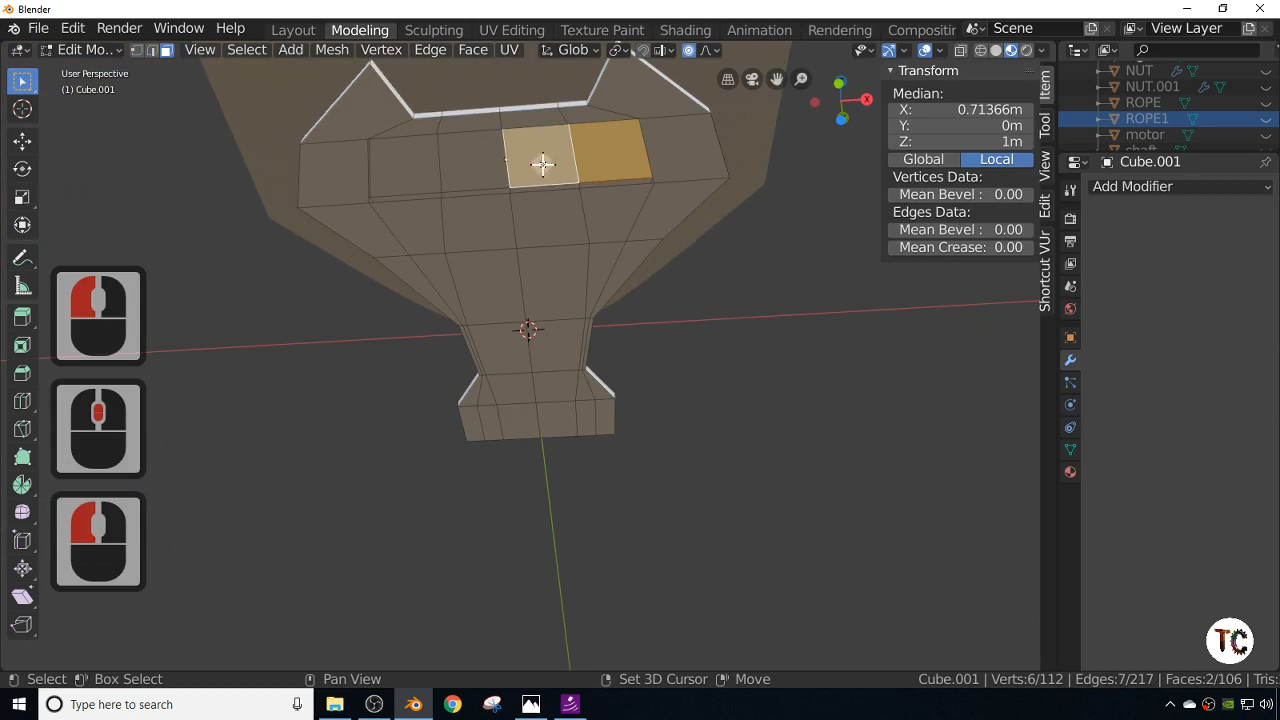 Blender
File Edit Render Window Help Layout Modeling Sculpting UV Editing Texture Paint Shading Animation Rendering Compositir Scene View Layer
Edit Mo... View Select Add Mesh Vertex Edge Face UV Glob
User Perspective
(1) Cube.001
Transform
Median:
X: 0.71366m
Y: 0m
Z: 1m
Global Local
Vertices Data:
Mean Bevel : 0.00
Edges Data:
Mean Bevel : 0.00
Mean Crease: 0.00
Item
Tool
View
Edit
Shortcut VUr
NUT
NUT.001
ROPE
ROPE1
motor
Cube.001
Add Modifier
X
TC
Select Box Select Pan View Set 3D Cursor Move Cube.001 | Verts:6/112 | Edges:7/217 | Faces:2/106 | Tris:
Type here to search